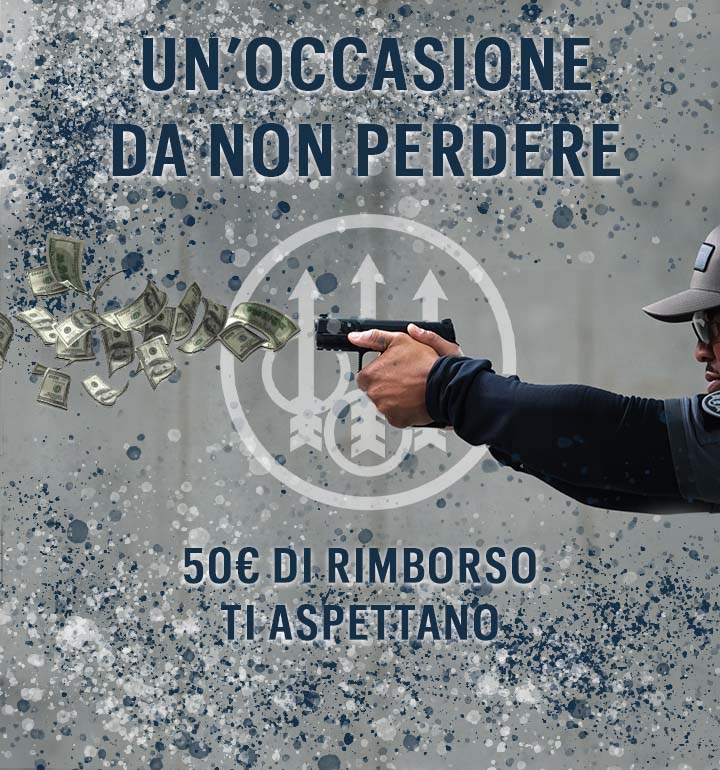 UN'OCCASIONE
DA NON PERDERE
50€ DI RIMBORSO
TI ASPETTANO